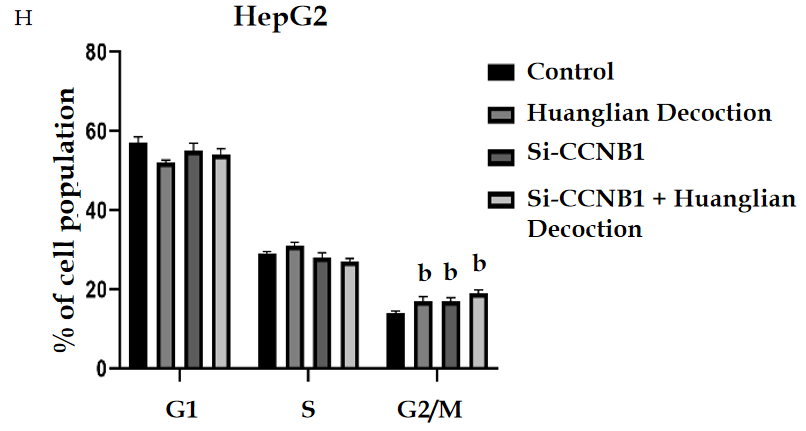 H
HepG2
% of cell population
80
60
40
20
0
b b b
G1 S G2/M
Control
Huanglian Decoction
Si-CCNB1
Si-CCNB1 + Huanglian
Decoction